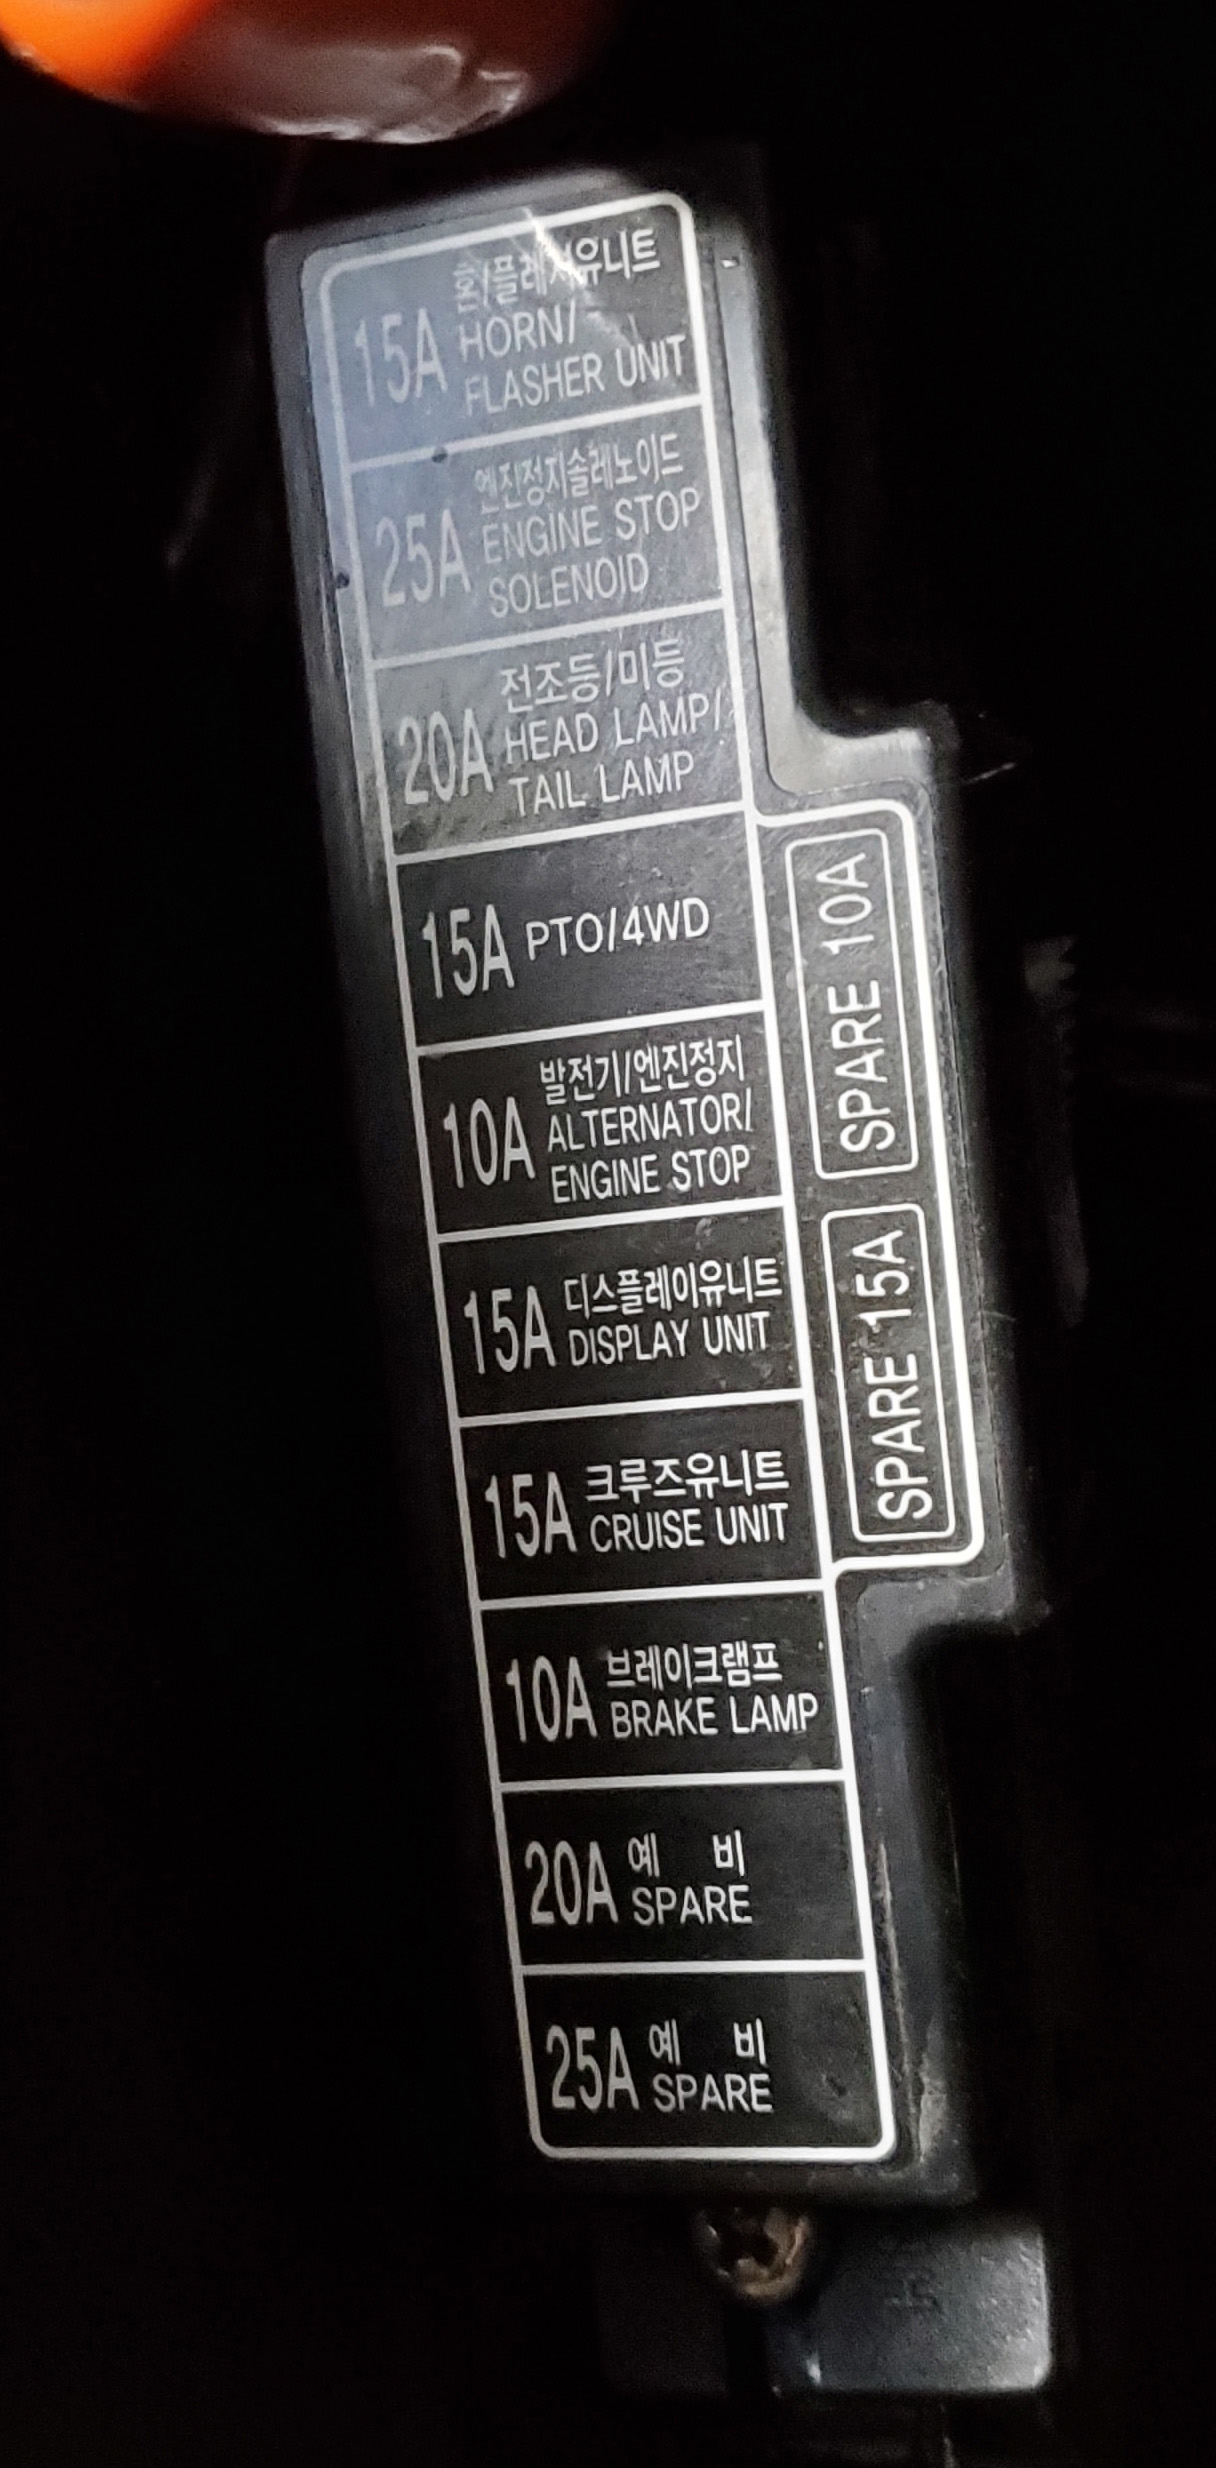 15A
혼/플래셔유니트
HORN/
FLASHER UNIT
25A
엔진정지솔레노이드
ENGINE STOP
SOLENOID
20A
전조등/미등
HEAD LAMP/
TAIL LAMP
15A PTO/4WD
10A
발전기/엔진정지
ALTERNATOR/
ENGINE STOP
15A
디스플레이유니트
DISPLAY UNIT
15A
크루즈유니트
CRUISE UNIT
10A
브레이크램프
BRAKE LAMP
20A
예 비
SPARE
25A
예 비
SPARE
SPARE 10A
SPARE 15A